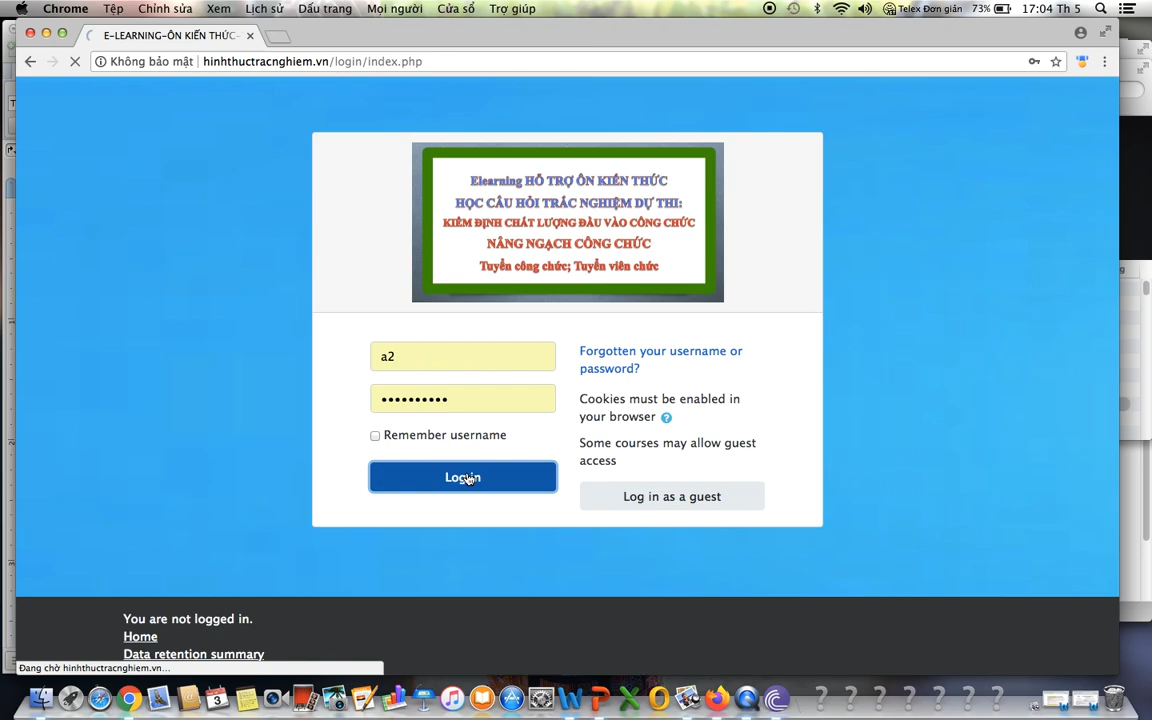 Chrome Tệp Chỉnh sửa Xem Lịch sử Dấu trang Mọi người Cửa sổ Trợ giúp Telex Đơn giản 73% 17:04 Th 5
E-LEARNING-ÔN KIẾN THỨC-
Không bảo mật hinhthuctracnghiem.vn/login/index.php
Elearning HỖ TRỢ ÔN KIẾN THỨC
HỌC CÂU HỎI TRẮC NGHIỆM DỰ THI:
KIỂM ĐỊNH CHẤT LƯỢNG ĐẦU VÀO CÔNG CHỨC
NÂNG NGẠCH CÔNG CHỨC
Tuyển công chức; Tuyển viên chức
a2
••••••••••
Remember username
Log in
Forgotten your username or
password?
Cookies must be enabled in
your browser
Some courses may allow guest
access
Log in as a guest
You are not logged in.
Home
Data retention summary
Đang chờ hinhthuctracnghiem.vn...